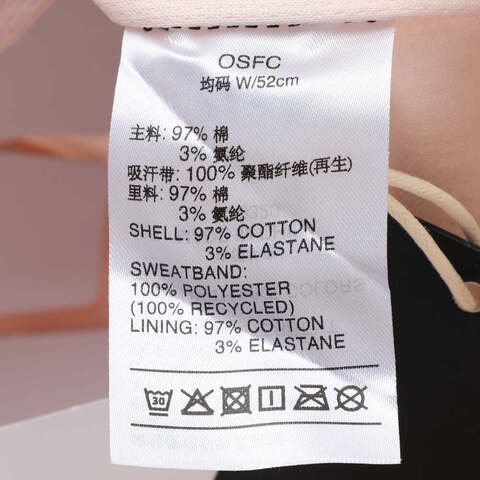 OSFC
均码 W/52cm
主料: 97% 棉
3% 氨纶
吸汗带: 100% 聚酯纤维(再生)
里料: 97% 棉
3% 氨纶
SHELL: 97% COTTON
3% ELASTANE
SWEATBAND:
100% POLYESTER
(100% RECYCLED)
LINING: 97% COTTON
3% ELASTANE
30